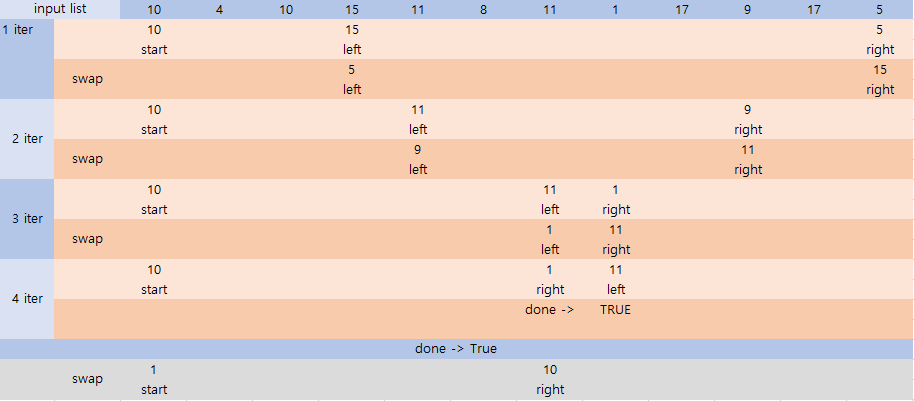 input list 10 4 10 15 11 8 11 1 17 9 17 5
1 iter 10 15 5
start left right
swap 5 15
left right
10 11 9
start left right
2 iter
swap 9 11
left right
10 11 1
start left right
3 iter
swap 1 11
left right
10 1 11
start right left
4 iter
done -> TRUE
done -> True
swap 1 10
start right